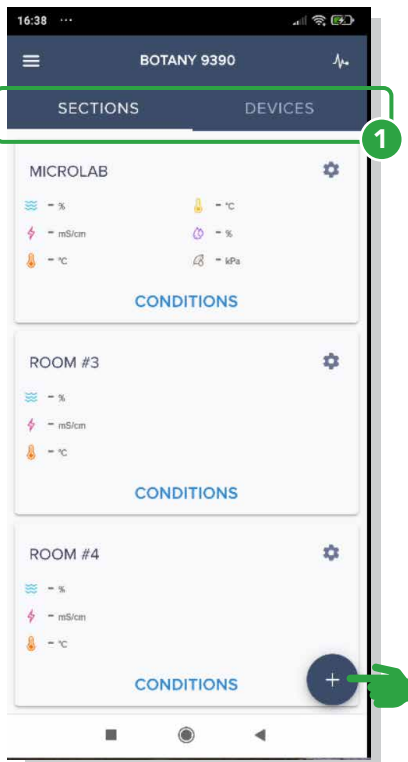 16:38 ...
BOTANY 9390
SECTIONS DEVICES
1
MICROLAB
- % - °C
- mS/cm - %
- °C - kPa
CONDITIONS
ROOM #3
- %
- mS/cm
- °C
CONDITIONS
ROOM #4
- %
- mS/cm
- °C
CONDITIONS
+